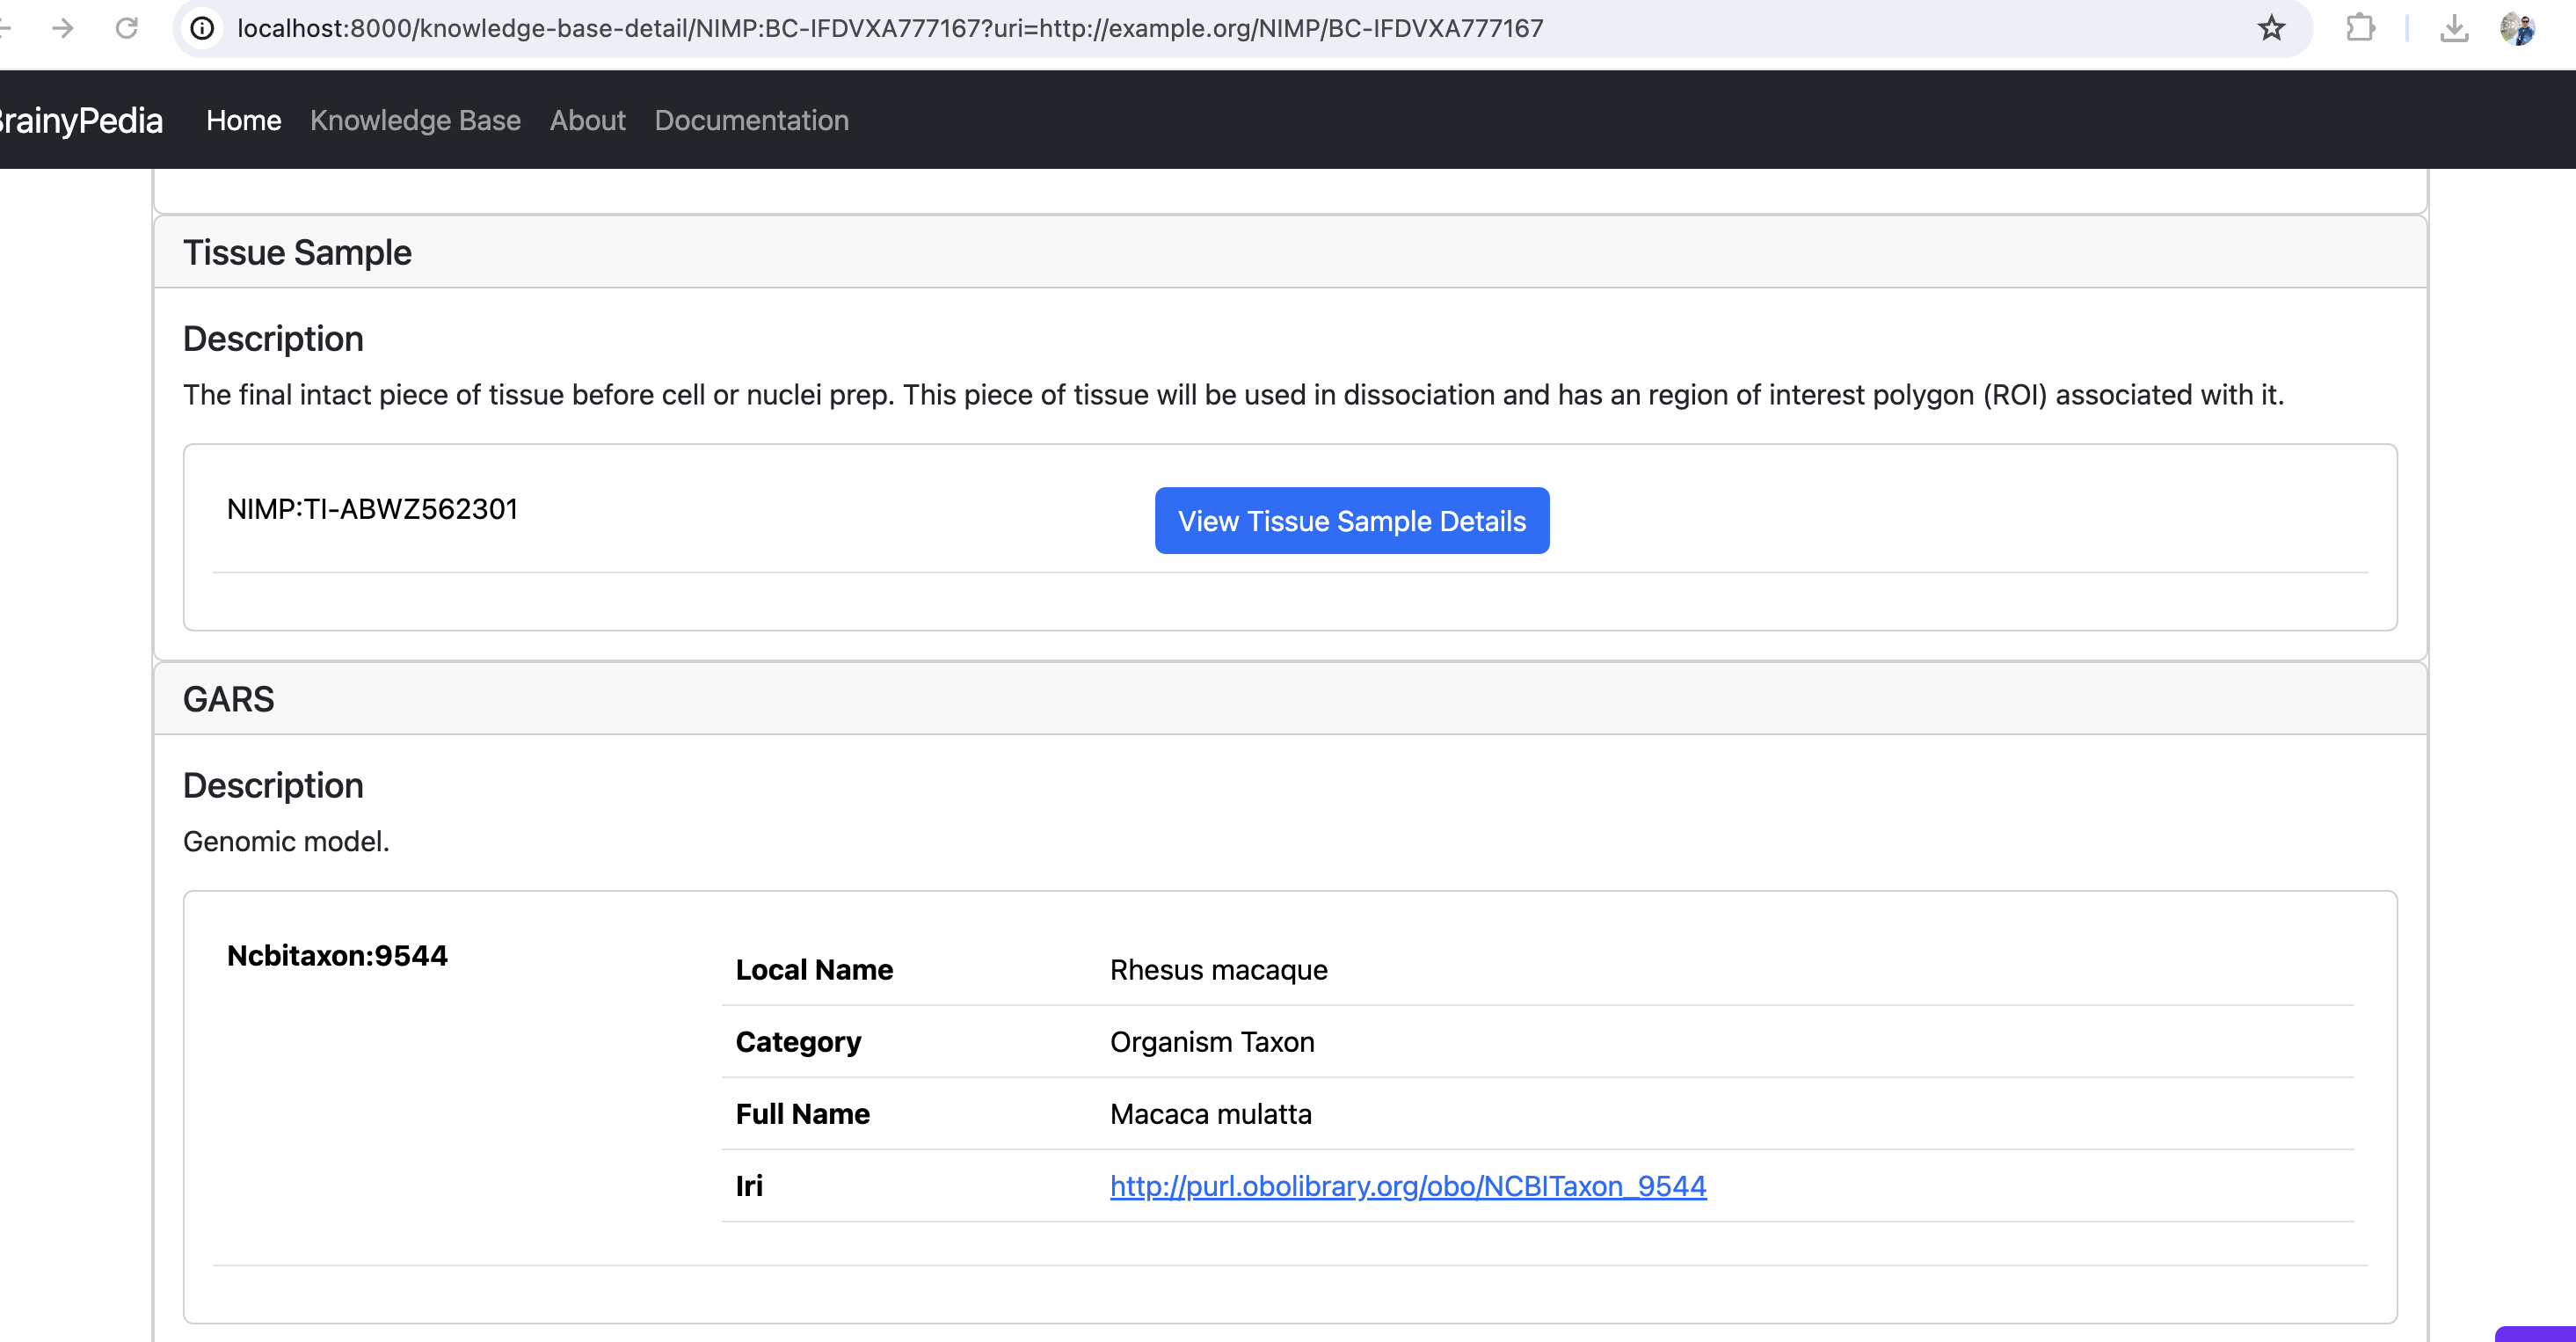 localhost:8000/knowledge-base-detail/NIMP:BC-IFDVXA777167?uri=http://example.org/NIMP/BC-IFDVXA777167
BrainyPedia Home Knowledge Base About Documentation
Tissue Sample
Description
The final intact piece of tissue before cell or nuclei prep. This piece of tissue will be used in dissociation and has an region of interest polygon (ROI) associated with it.
NIMP:TI-ABWZ562301 View Tissue Sample Details
GARS
Description
Genomic model.
Ncbitaxon:9544
Local Name Rhesus macaque
Category Organism Taxon
Full Name Macaca mulatta
Iri http://purl.obolibrary.org/obo/NCBITaxon_9544